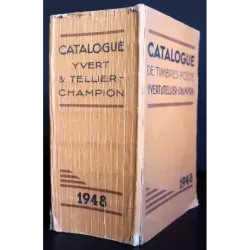 CATALOGUE
YVERT
& TELLIER-
CHAMPION
1948
CATALOGUE
DE TIMBRES-POSTE
YVERT & TELLIER-CHAMPION
1948